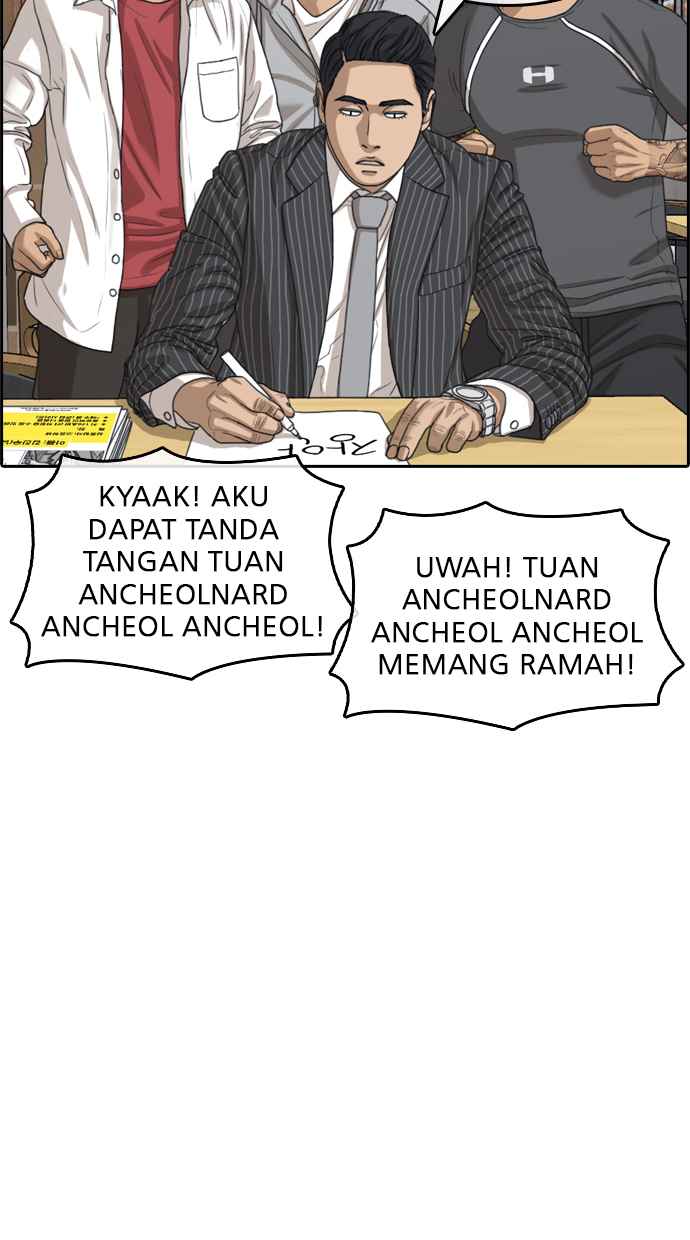 KYAAK! AKU
DAPAT TANDA
TANGAN TUAN
ANCHEOLNARD
ANCHEOL ANCHEOL!
UWAH! TUAN
ANCHEOLNARD
ANCHEOL ANCHEOL
MEMANG RAMAH!